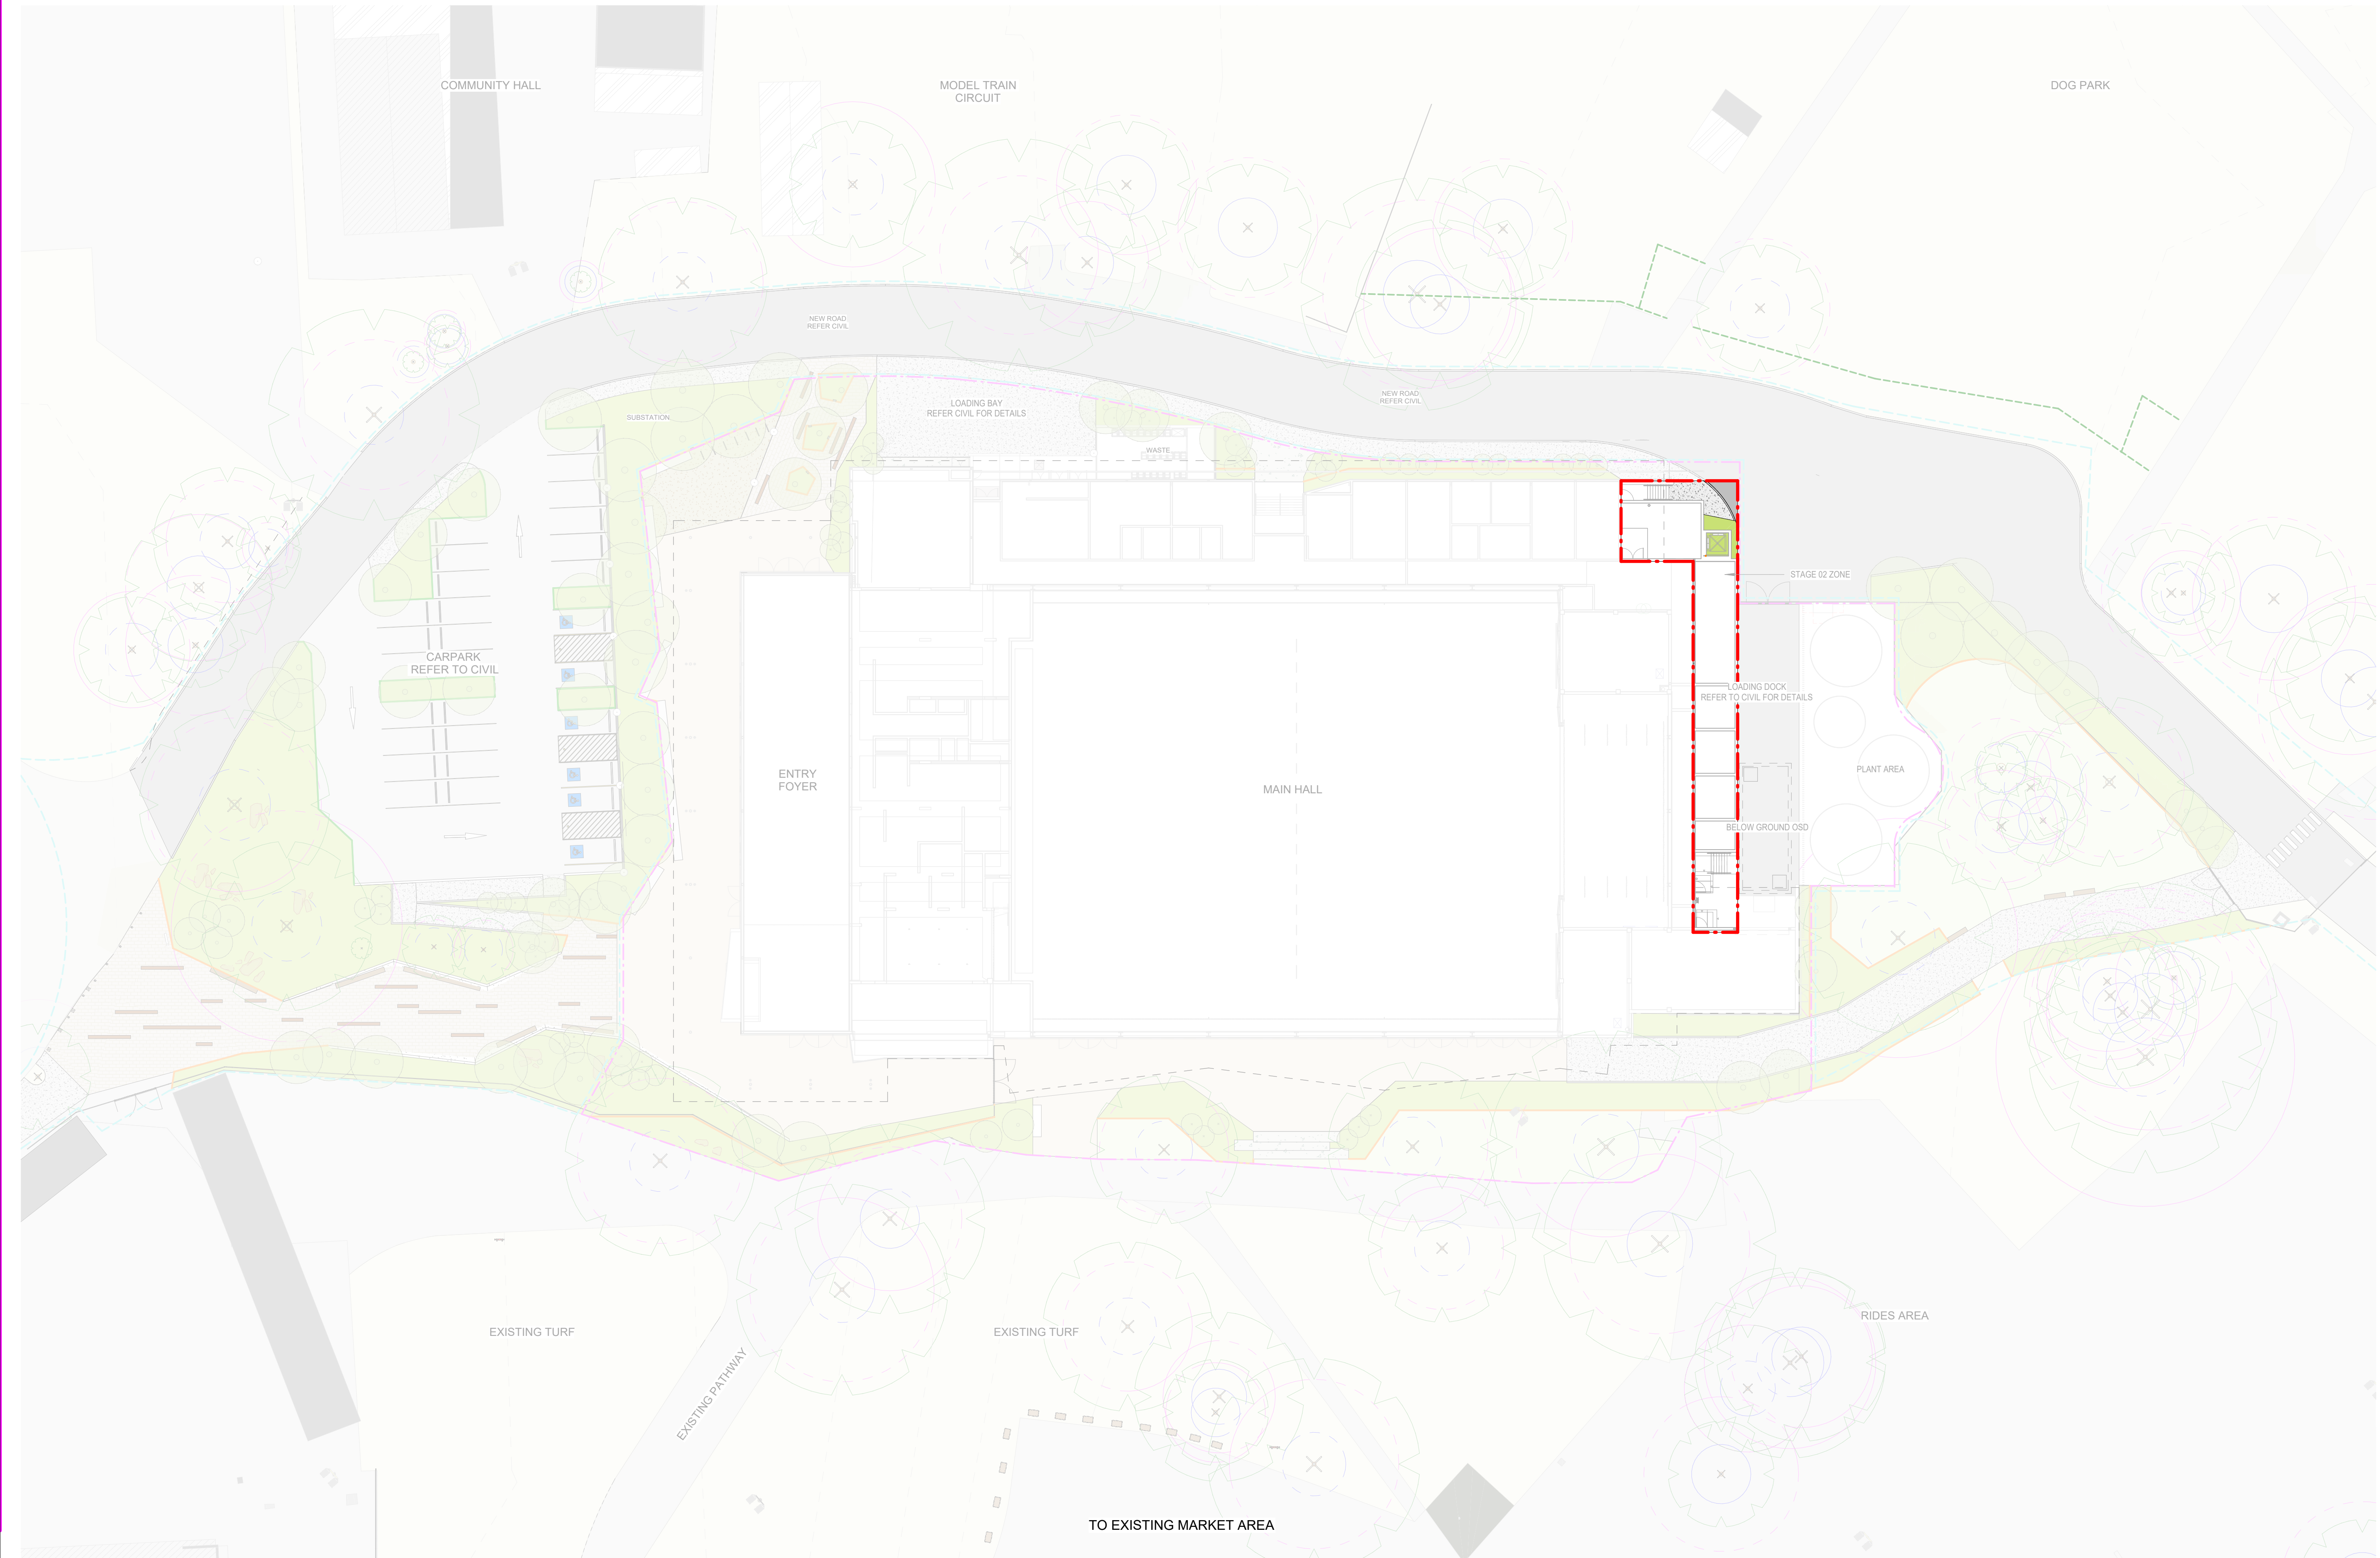 COMMUNITY HALL
MODEL TRAIN
CIRCUIT
DOG PARK
NEW ROAD
REFER CIVIL
NEW ROAD
REFER CIVIL
LOADING BAY
REFER CIVIL FOR DETAILS
SUBSTATION
WASTE
STAGE 02 ZONE
CARPARK
REFER TO CIVIL
LOADING DOCK
REFER TO CIVIL FOR DETAILS
ENTRY
FOYER
MAIN HALL
PLANT AREA
BELOW GROUND OSD
RIDES AREA
EXISTING TURF
EXISTING TURF
EXISTING PATHWAY
TO EXISTING MARKET AREA